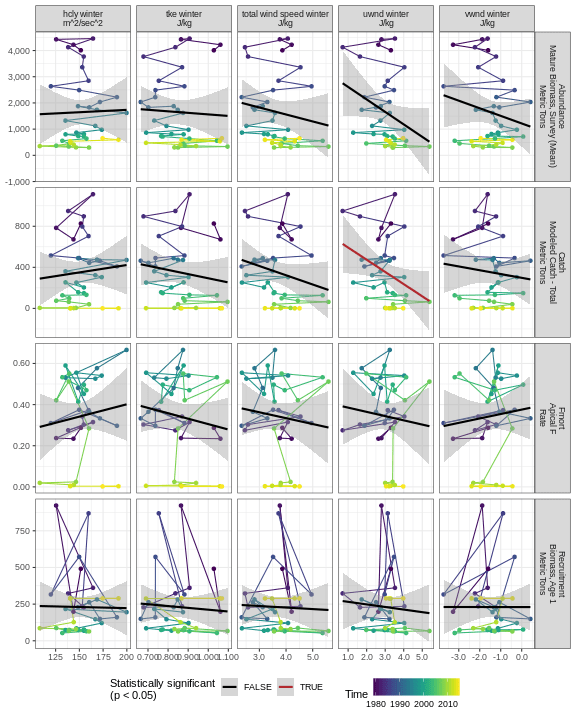 hcly winter
m^2/sec^2
tke winter
J/kg
total wind speed winter
J/kg
uwnd winter
J/kg
vwnd winter
J/kg
4,000
3,000
2,000
1,000
0
-1,000
Abundance
Mature Biomass, Survey (Mean)
Metric Tons
800
400
0
Catch
Modeled Catch - Total
Metric Tons
0.60
0.40
0.20
0.00
Fmort
Apical F
Rate
750
500
250
0
Recruitment
Biomass, Age 1
Metric Tons
125 150 175 200
0.700 0.800 0.900 1.000 1.100
3.0 4.0 5.0
1.0 2.0 3.0 4.0 5.0
-3.0 -2.0 -1.0 0.0
Statistically significant
(p < 0.05)
FALSE
TRUE
Time
1980 1990 2000 2010